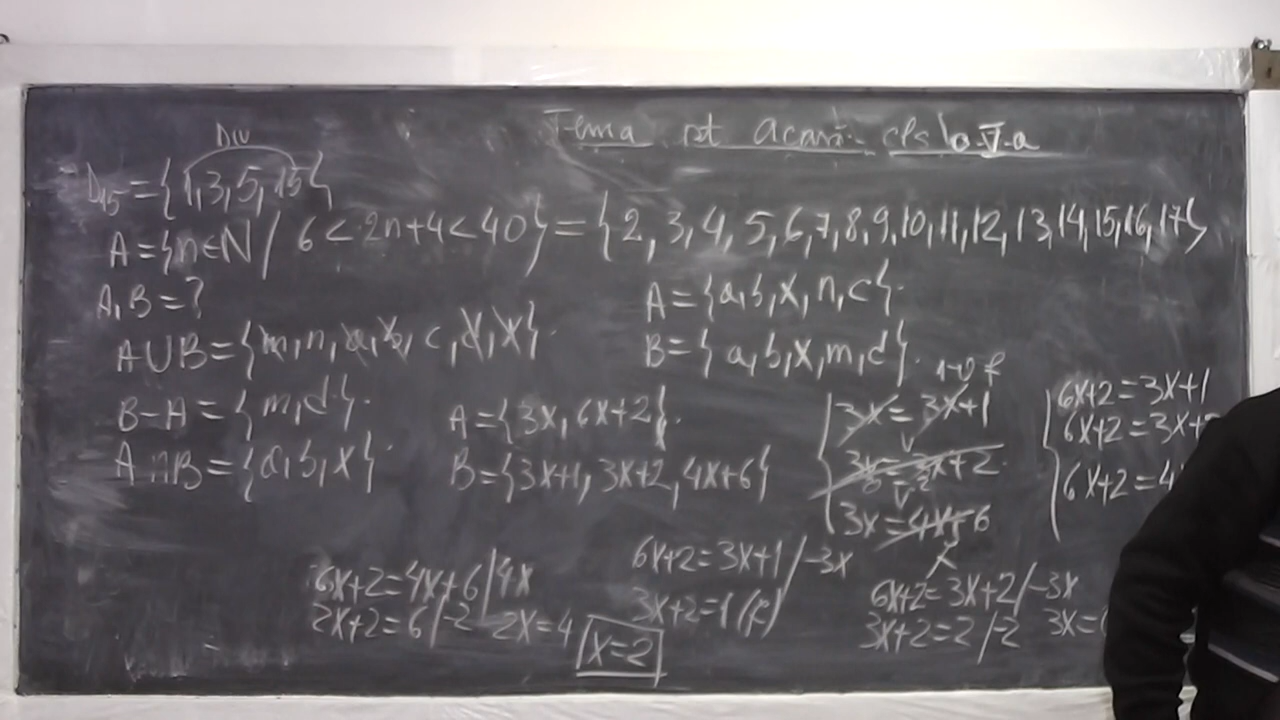 Tema pt acasă cls a V-a
Div
D15 = {1, 3, 5, 15}
A = {n∈N / 6 < 2n+4 < 40} = {2, 3, 4, 5, 6, 7, 8, 9, 10, 11, 12, 13, 14, 15, 16, 17}
A, B = ?
A = {a, b, x, n, c}.
A∪B = {m, n, a, b, c, d, x}.
B = {a, b, x, m, d}.
B-A = {m, d}.
A∩B = {a, b, x}.
A = {3x, 6x+2}.
B = {3x+1, 3x+2, 4x+6}
3x = 3x+1
3x = 3x+2.
3x = 4x+6
6x+2 = 3x+1
6x+2 = 3x+
6x+2 = 4
6x+2 = 4x+6 / 4x
2x+2 = 6 / -2 2x = 4
x = 2
6x+2 = 3x+1 / -3x
3x+2 = 1 (F)
6x+2 = 3x+2 / -3x
3x+2 = 2 / -2 3x =